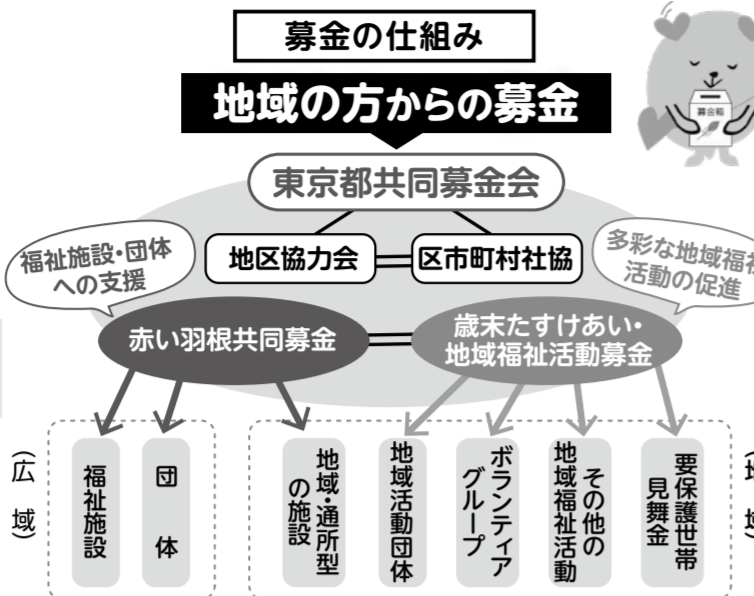 募金の仕組み
地域の方からの募金
募金箱
東京都共同募金会
地区協力会
区市町村社協
福祉施設・団体
への支援
多彩な地域福祉
活動の促進
赤い羽根共同募金
歳末たすけあい・
地域福祉活動募金
(広域)
福祉施設
団体
地域・通所型
の施設
地域活動団体
ボランティア
グループ
その他の
地域福祉活動
要保護世帯
見舞金